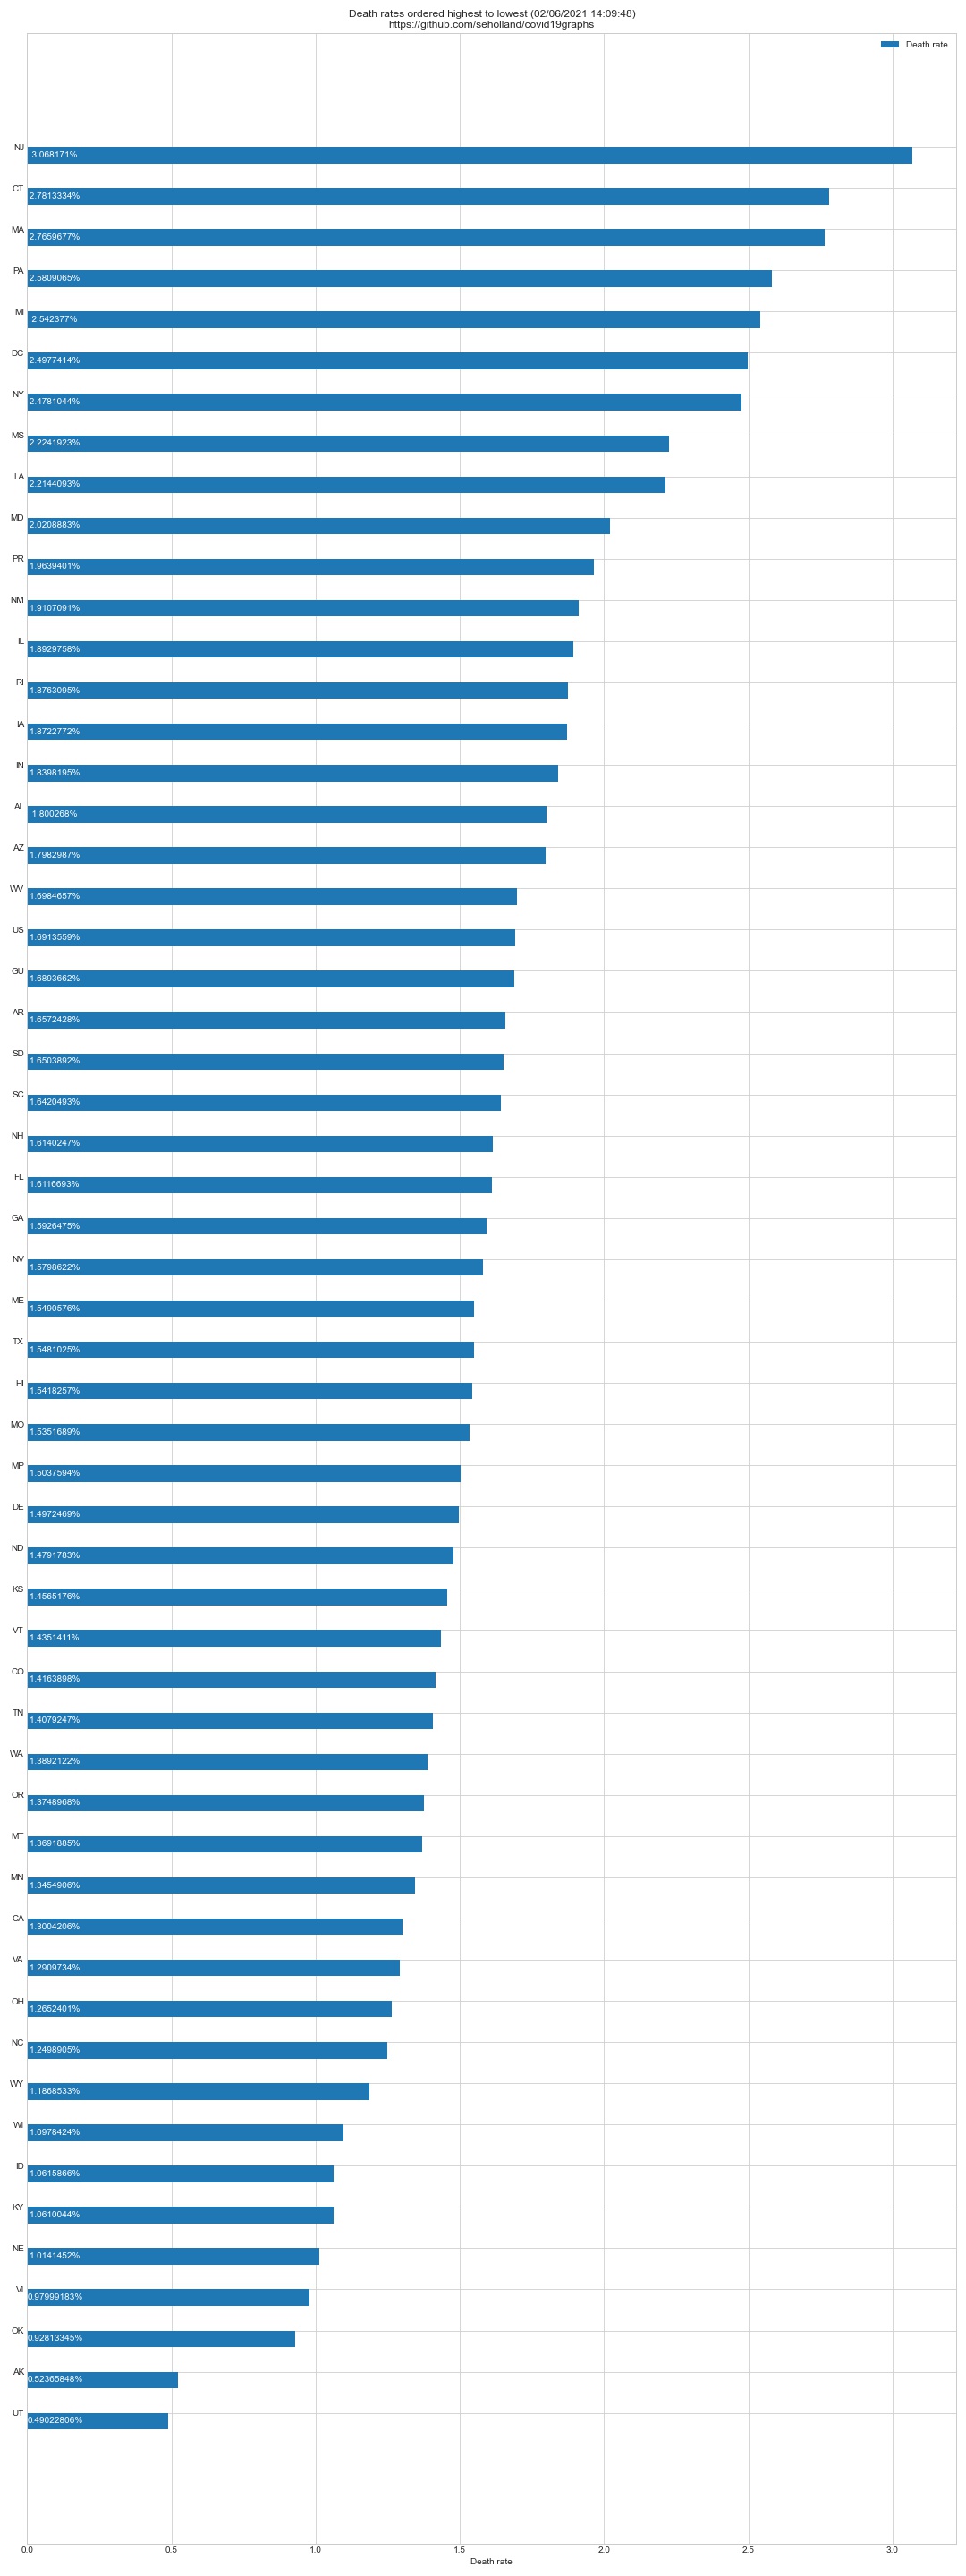 Death rates ordered highest to lowest (02/06/2021 14:09:48)
https://github.com/seholland/covid19graphs
Death rate
NJ 3.068171%
CT 2.7813334%
MA 2.7659677%
PA 2.5809065%
MI 2.542377%
DC 2.4977414%
NY 2.4781044%
MS 2.2241923%
LA 2.2144093%
MD 2.0208883%
PR 1.9639401%
NM 1.9107091%
IL 1.8929758%
RI 1.8763095%
IA 1.8722772%
IN 1.8398195%
AL 1.800268%
AZ 1.7982987%
WV 1.6984657%
US 1.6913559%
GU 1.6893662%
AR 1.6572428%
SD 1.6503892%
SC 1.6420493%
NH 1.6140247%
FL 1.6116693%
GA 1.5926475%
NV 1.5798622%
ME 1.5490576%
TX 1.5481025%
HI 1.5418257%
MO 1.5351689%
MP 1.5037594%
DE 1.4972469%
ND 1.4791783%
KS 1.4565176%
VT 1.4351411%
CO 1.4163898%
TN 1.4079247%
WA 1.3892122%
OR 1.3748968%
MT 1.3691885%
MN 1.3454906%
CA 1.3004206%
VA 1.2909734%
OH 1.2652401%
NC 1.2498905%
WY 1.1868533%
WI 1.0978424%
ID 1.0615866%
KY 1.0610044%
NE 1.0141452%
VI 0.97999183%
OK 0.92813345%
AK 0.52365848%
UT 0.49022806%
0.0 0.5 1.0 1.5 2.0 2.5 3.0
Death rate